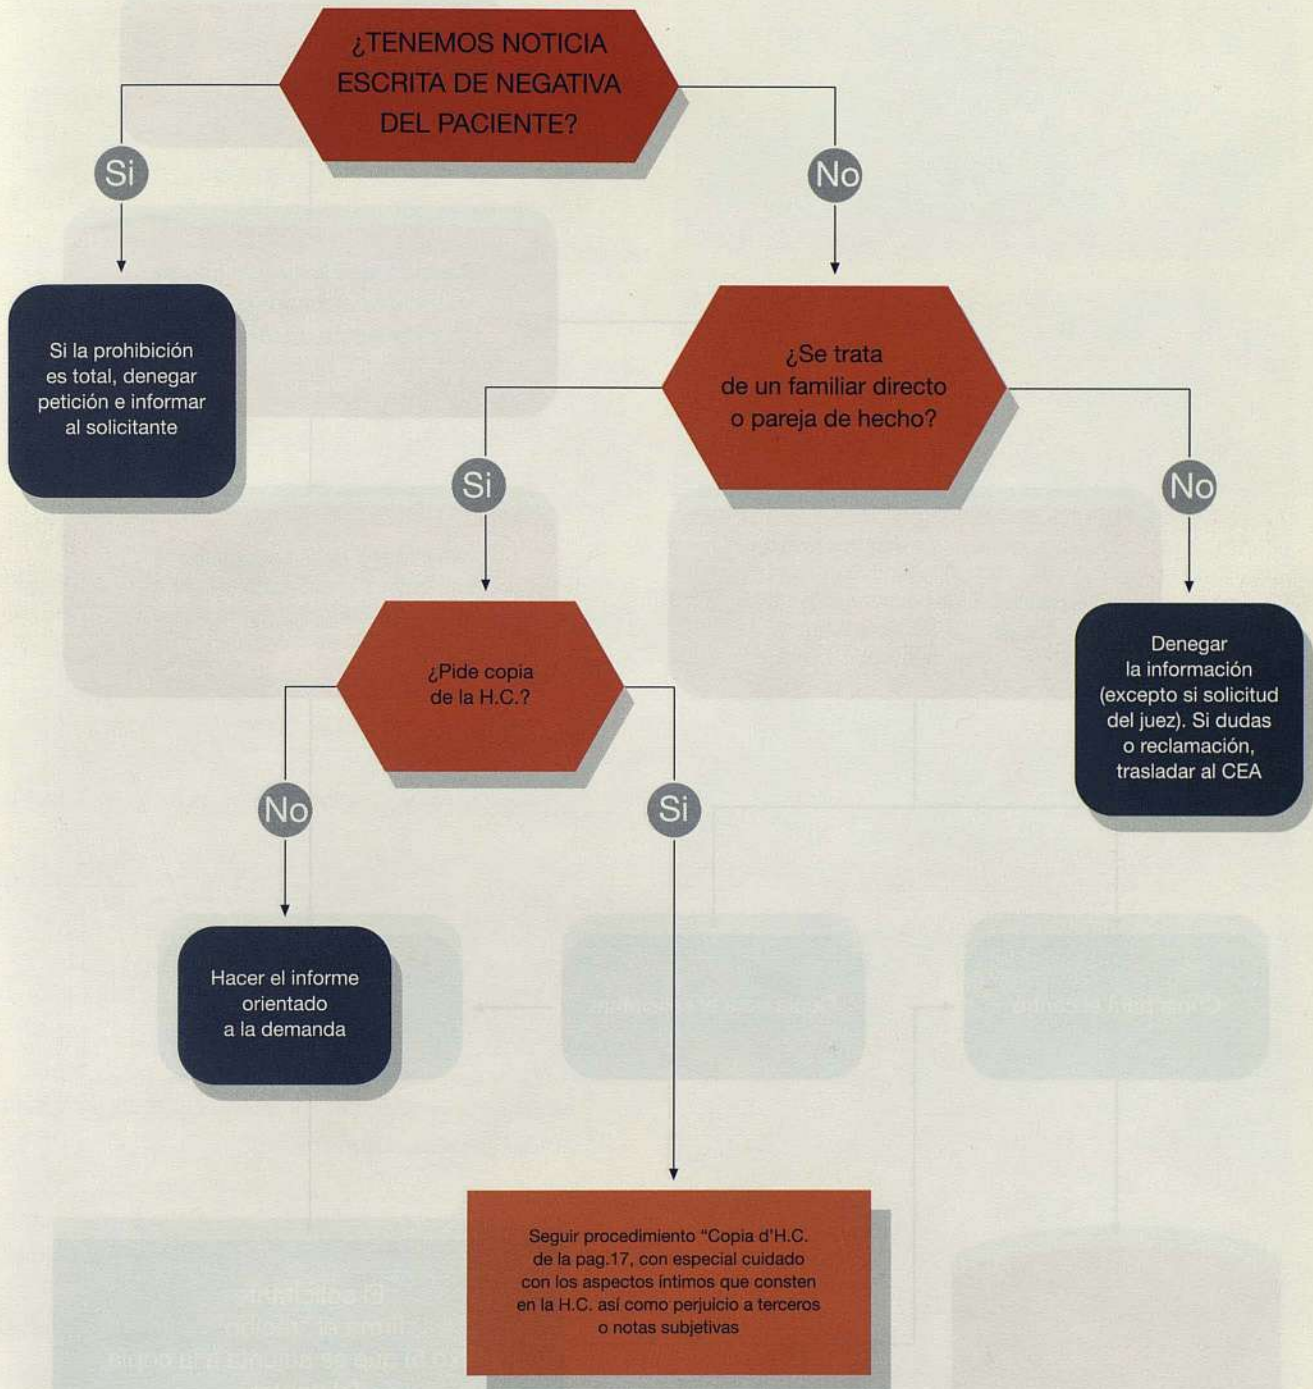 ¿TENEMOS NOTICIA
ESCRITA DE NEGATIVA
DEL PACIENTE?
Si
No
Si la prohibición
es total, denegar
petición e informar
al solicitante
¿Se trata
de un familiar directo
o pareja de hecho?
Si
No
¿Pide copia
de la H.C.?
Denegar
la información
(excepto si solicitud
del juez). Si dudas
o reclamación,
trasladar al CEA
No
Si
Hacer el informe
orientado
a la demanda
Seguir procedimiento “Copia d'H.C.
de la pag.17, con especial cuidado
con los aspectos íntimos que consten
en la H.C. así como perjuicio a terceros
o notas subjetivas